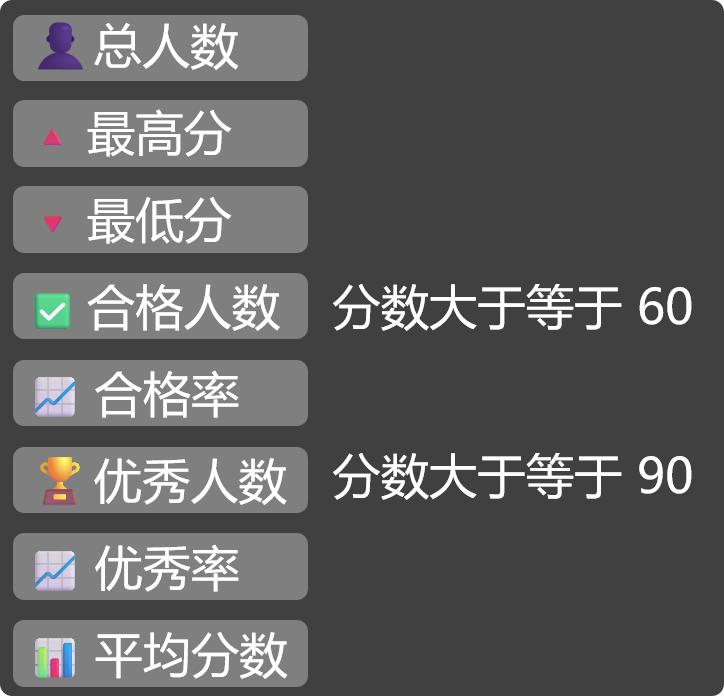 总人数
最高分
最低分
合格人数 分数大于等于 60
合格率
优秀人数 分数大于等于 90
优秀率
平均分数